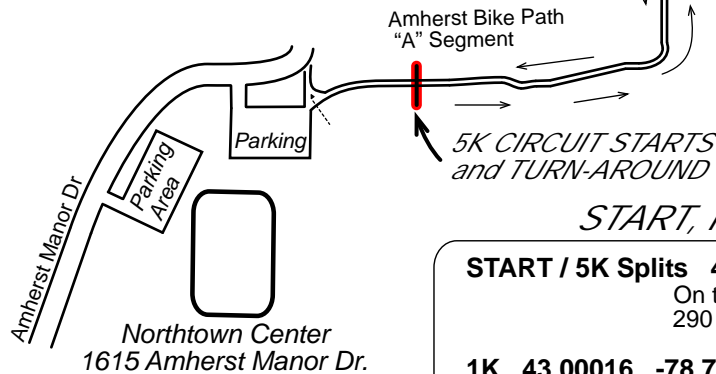 Amherst Bike Path
"A" Segment
5K CIRCUIT STARTS
and TURN-AROUND
Parking
Parking
Area
Amherst Manor Dr
Northtown Center
1615 Amherst Manor Dr.
START,
START / 5K Splits 4
On t
290
1K 43.00016 -78.7